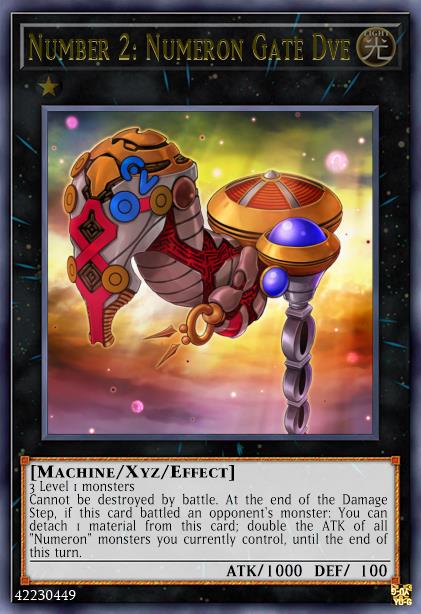 Number 2: Numeron Gate Dve
LIGHT
光
[Machine/Xyz/Effect]
3 Level 1 monsters
Cannot be destroyed by battle. At the end of the Damage
Step, if this card battled an opponent's monster: You can
detach 1 material from this card; double the ATK of all
"Numeron" monsters you currently control, until the end of
this turn.
ATK/1000 DEF/ 100
42230449